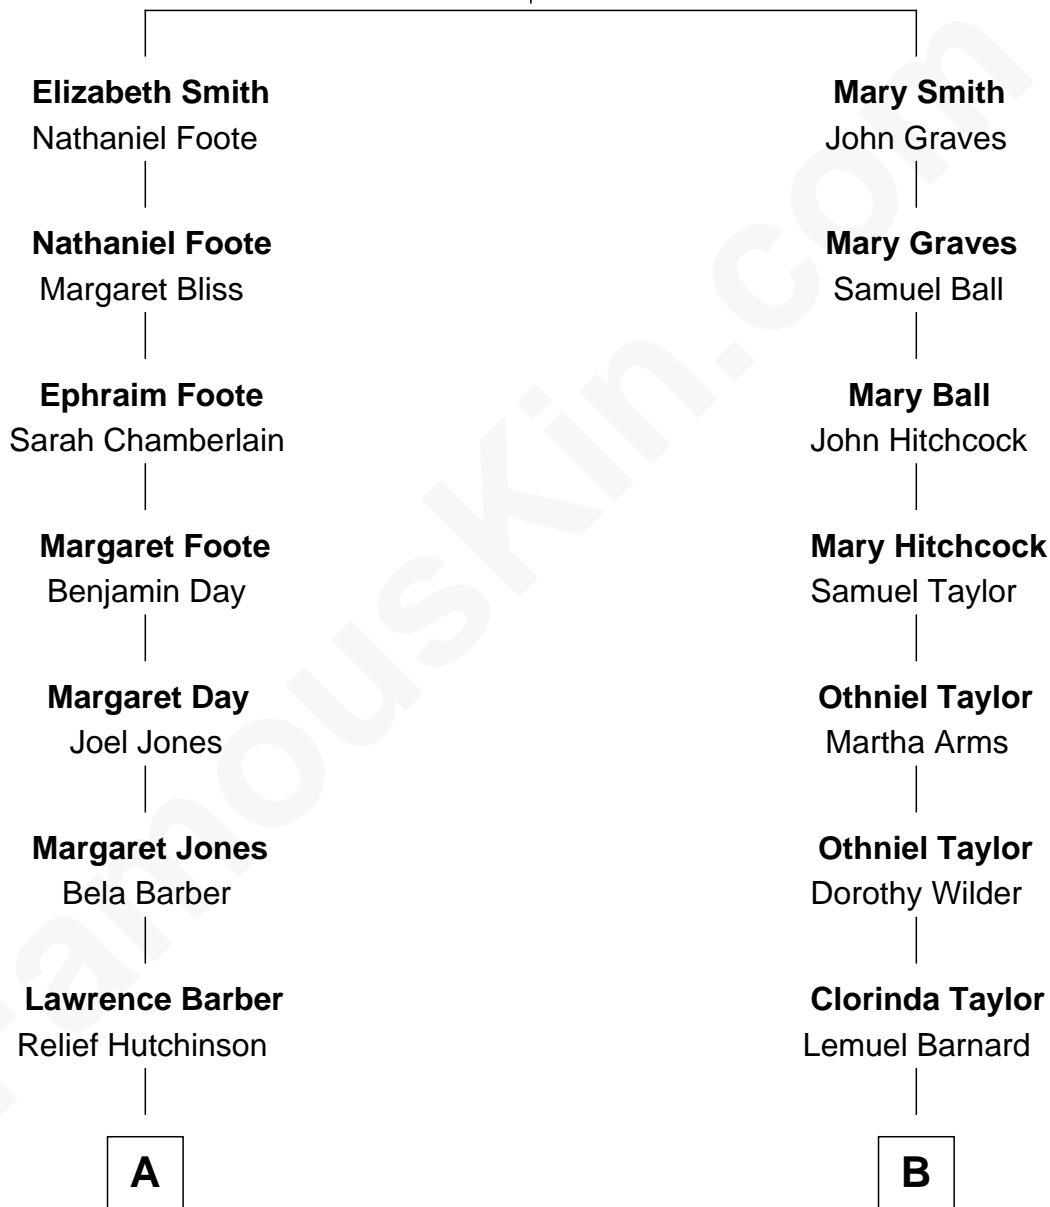 Elizabeth Smith
Nathaniel Foote
Nathaniel Foote
Margaret Bliss
Ephraim Foote
Sarah Chamberlain
Margaret Foote
Benjamin Day
Margaret Day
Joel Jones
Margaret Jones
Bela Barber
Lawrence Barber
Relief Hutchinson
A
Mary Smith
John Graves
Mary Graves
Samuel Ball
Mary Ball
John Hitchcock
Mary Hitchcock
Samuel Taylor
Othniel Taylor
Martha Arms
Othniel Taylor
Dorothy Wilder
Clorinda Taylor
Lemuel Barnard
B
FamousKin.com